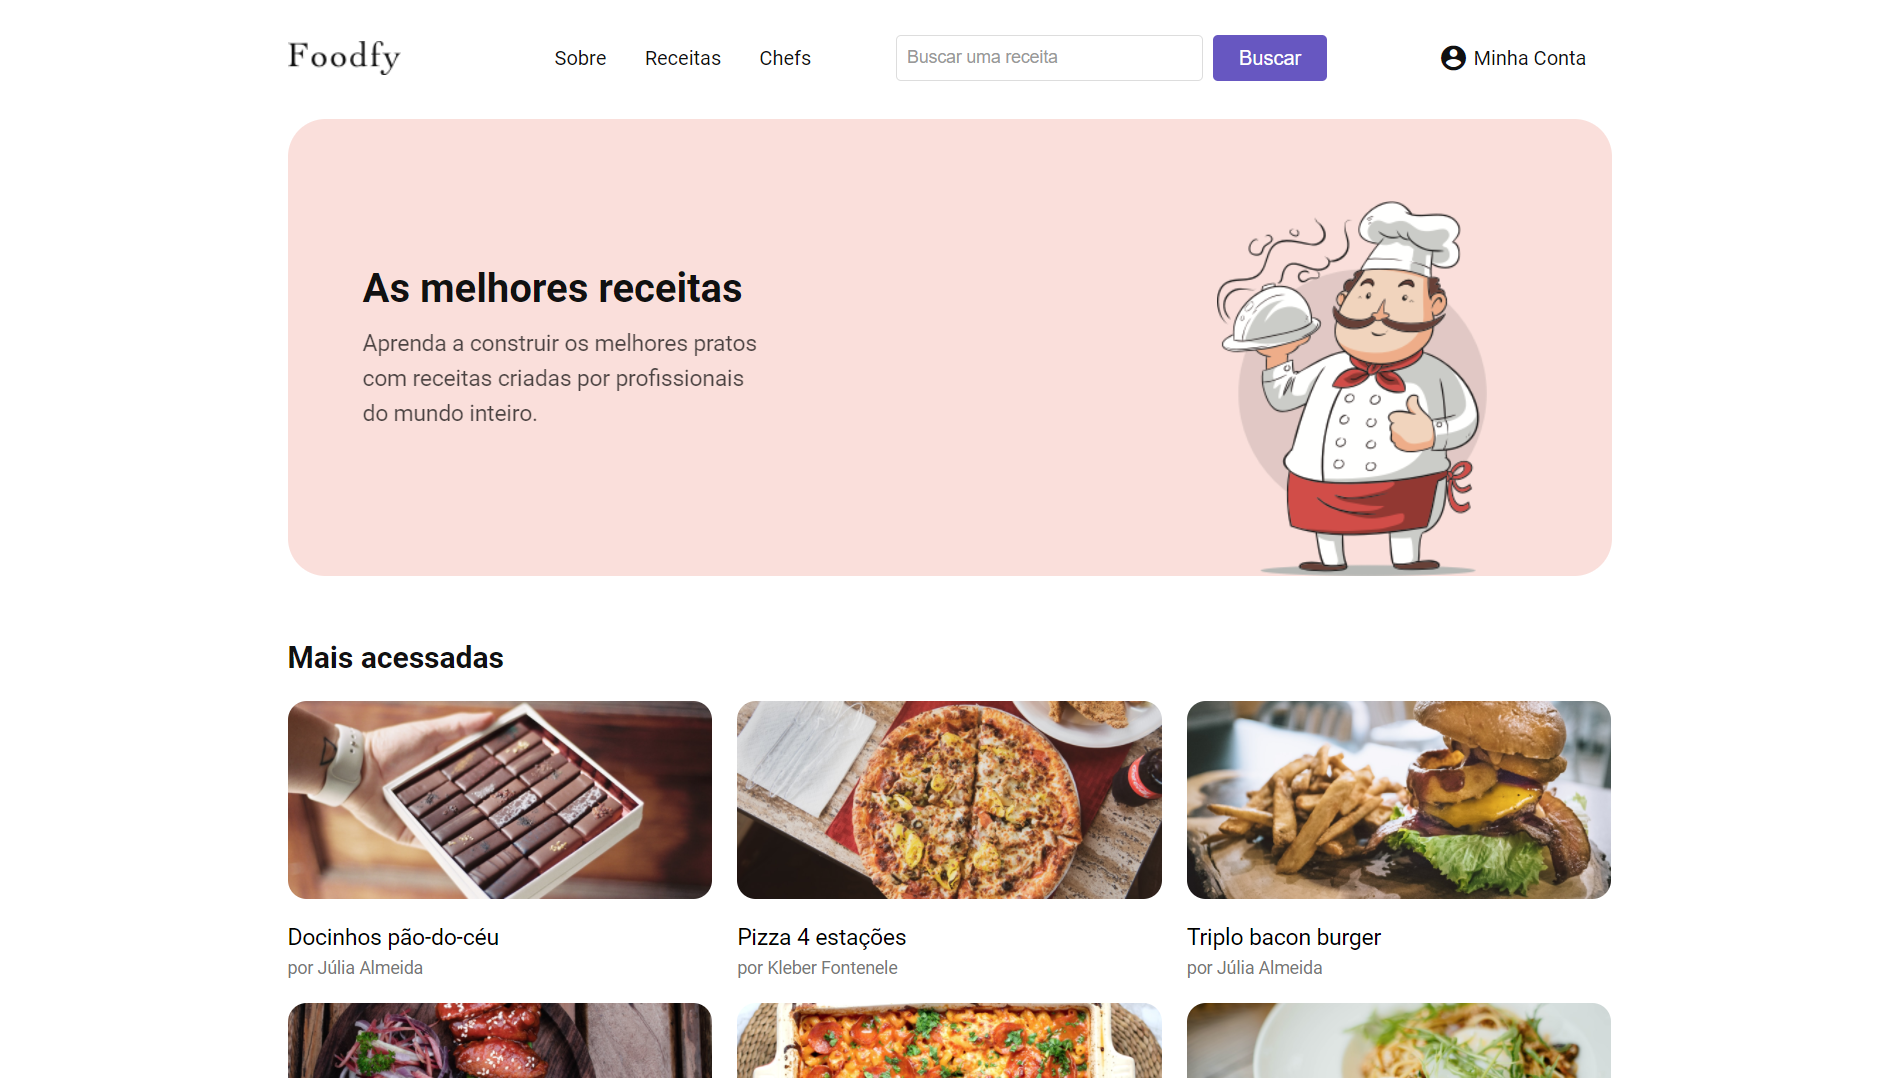 Foodfy
Sobre
Receitas
Chefs
Buscar uma receita
Buscar
Minha Conta
As melhores receitas
Aprenda a construir os melhores pratos
com receitas criadas por profissionais
do mundo inteiro.
Mais acessadas
Docinhos pão-do-céu
por Júlia Almeida
Pizza 4 estações
por Kleber Fontenele
Triplo bacon burger
por Júlia Almeida